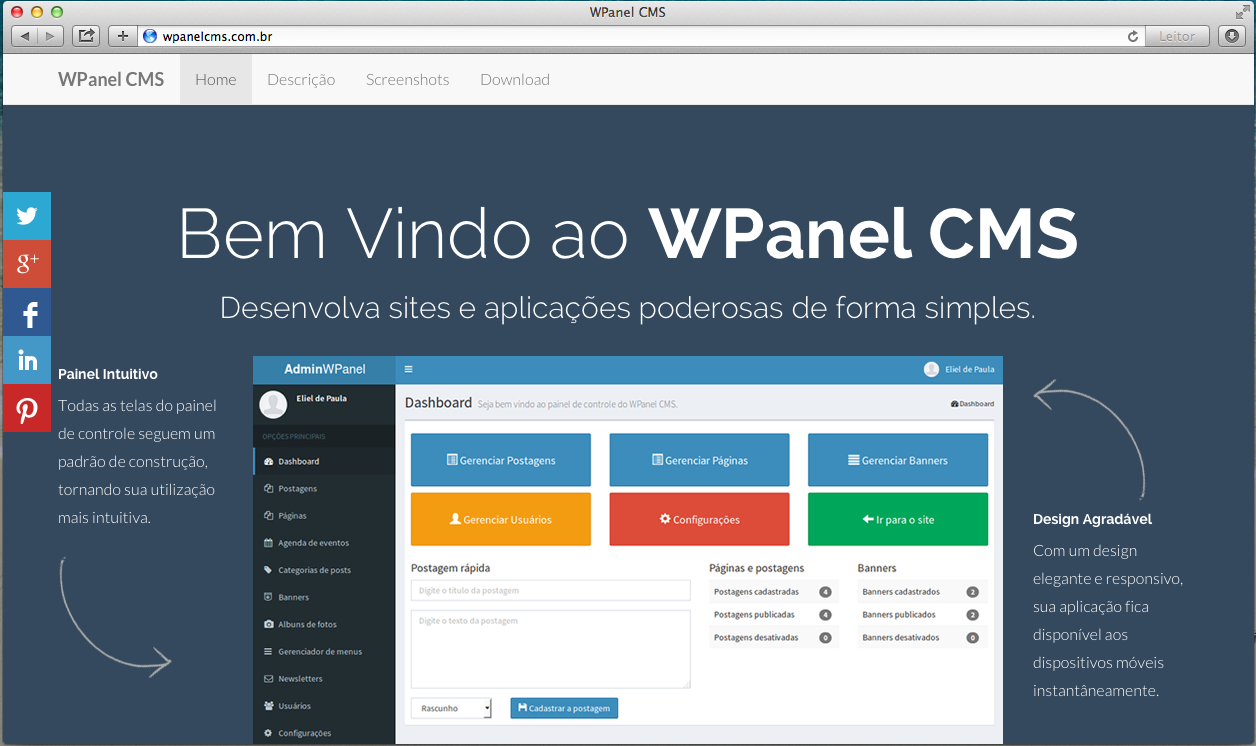 WPanel CMS
wpanelcms.com.br
Leitor
WPanel CMS
Home
Descrição
Screenshots
Download
Bem Vindo ao WPanel CMS
Desenvolva sites e aplicações poderosas de forma simples.
g+
f
in
Painel Intuitivo
Todas as telas do painel
de controle seguem um
padrão de construção,
tornando sua utilização
mais intuitiva.
AdminWPanel
Eliel de Paula
Eliel de Paula
OPÇÕES PRINCIPAIS
Dashboard
Postagens
Páginas
Agenda de eventos
Categorias de posts
Banners
Albuns de fotos
Gerenciador de menus
Newsletters
Usuários
Configurações
Dashboard Seja bem vindo ao painel de controle do WPanel CMS.
Dashboard
Gerenciar Postagens
Gerenciar Páginas
Gerenciar Banners
Gerenciar Usuários
Configurações
Ir para o site
Postagem rápida
Digite o titulo da postagem
Digite o texto da postagem
Rascunho
Cadastrar a postagem
Páginas e postagens
Postagens cadastradas 4
Postagens publicadas 4
Postagens desativadas 0
Banners
Banners cadastrados 2
Banners publicados 2
Banners desativados 0
Design Agradável
Com um design
elegante e responsivo,
sua aplicação fica
disponível aos
dispositivos móveis
instantâneamente.